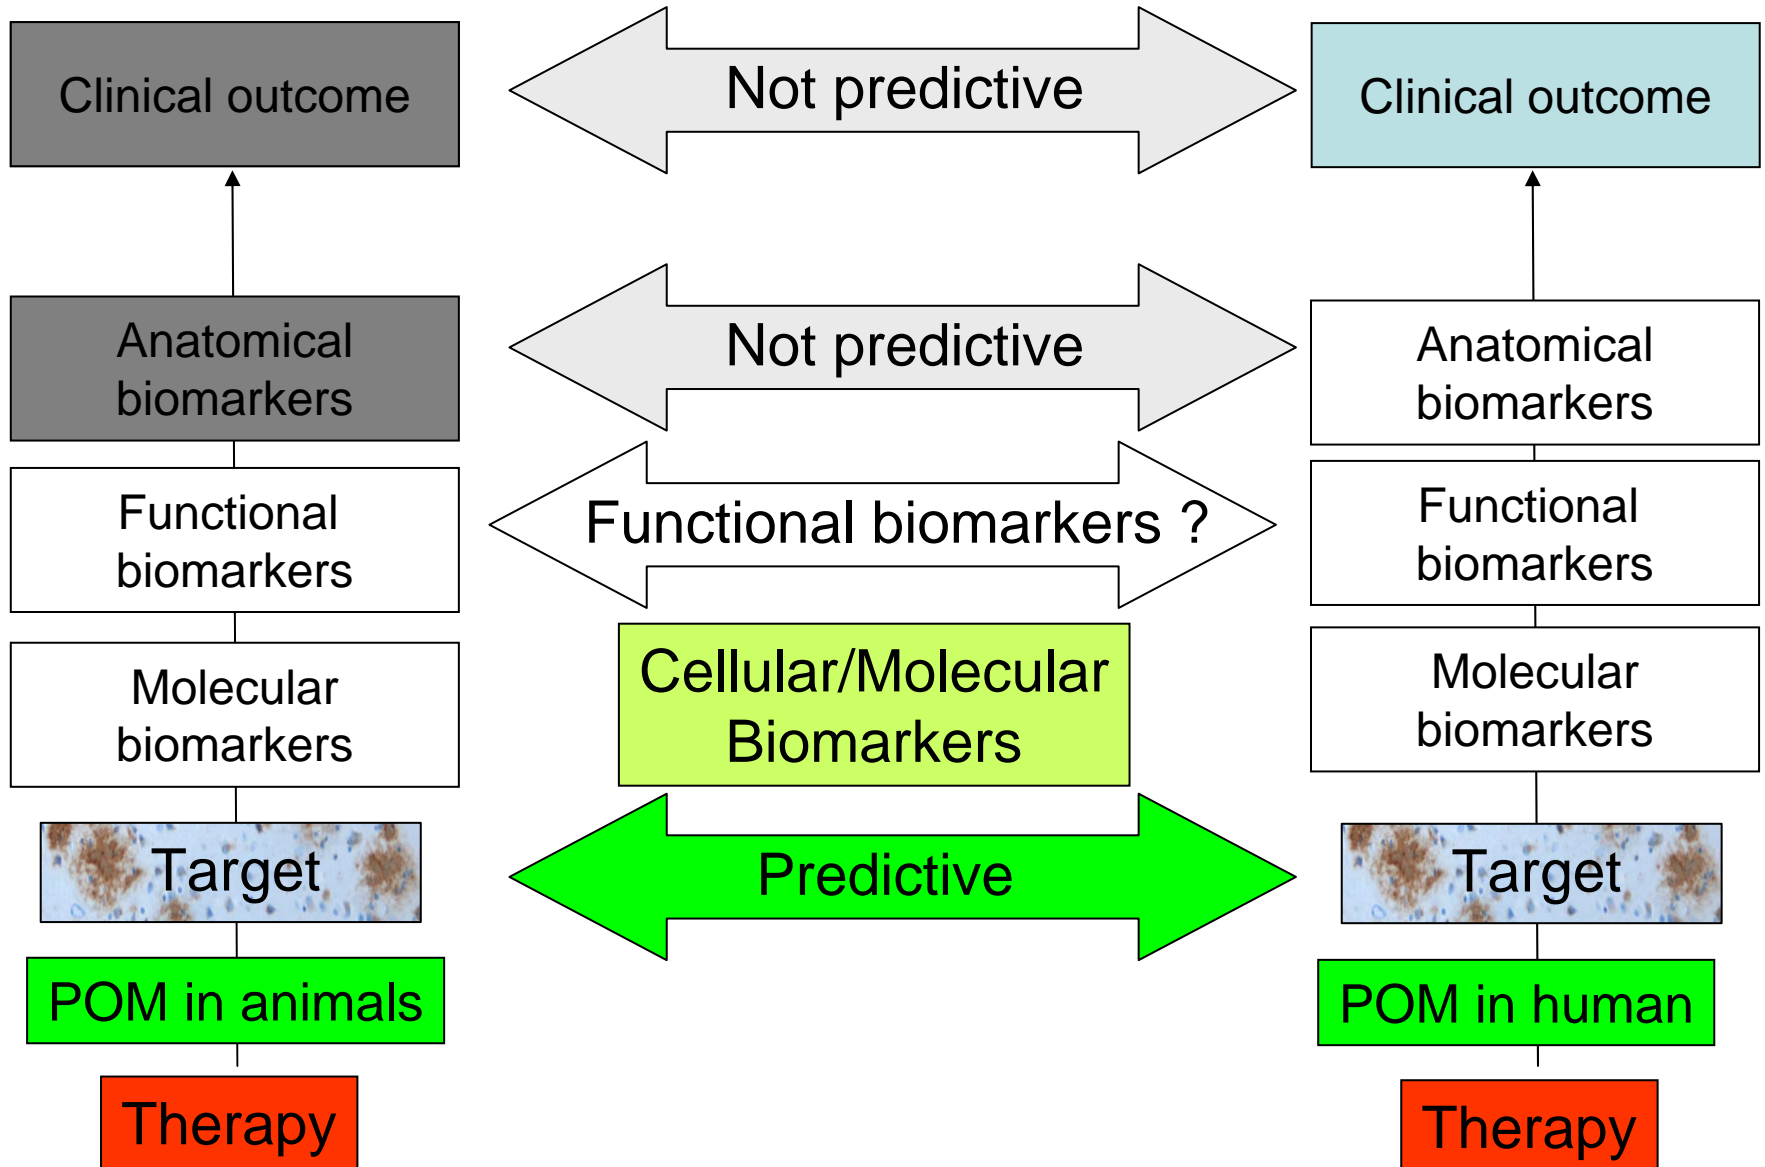 Clinical outcome
Not predictive
Clinical outcome
Anatomical
biomarkers
Not predictive
Anatomical
biomarkers
Functional
biomarkers
Functional biomarkers ?
Functional
biomarkers
Molecular
biomarkers
Cellular/Molecular
Biomarkers
Molecular
biomarkers
Target
Predictive
Target
POM in animals
POM in human
Therapy
Therapy